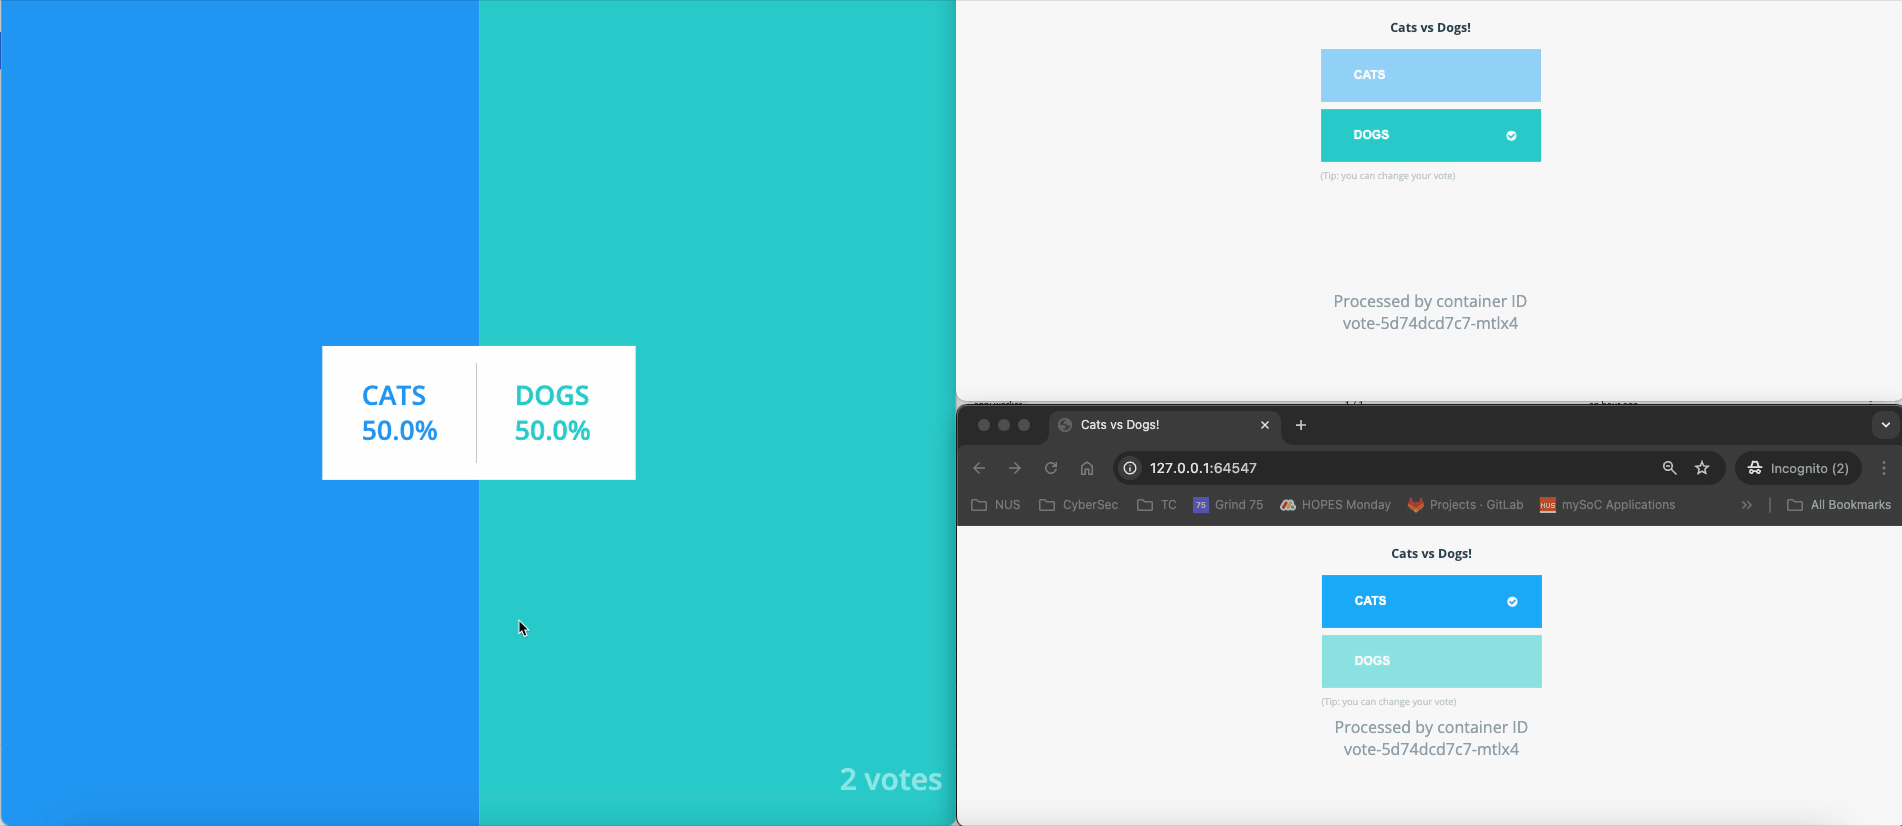 CATS
50.0%
DOGS
50.0%
2 votes
Cats vs Dogs!
CATS
DOGS
(Tip: you can change your vote)
Processed by container ID
vote-5d74dcd7c7-mtlx4
Cats vs Dogs!
127.0.0.1:64547
Incognito (2)
NUS
CyberSec
TC
75
Grind 75
HOPES Monday
Projects · GitLab
NUS
mySoC Applications
All Bookmarks
Cats vs Dogs!
CATS
DOGS
(Tip: you can change your vote)
Processed by container ID
vote-5d74dcd7c7-mtlx4